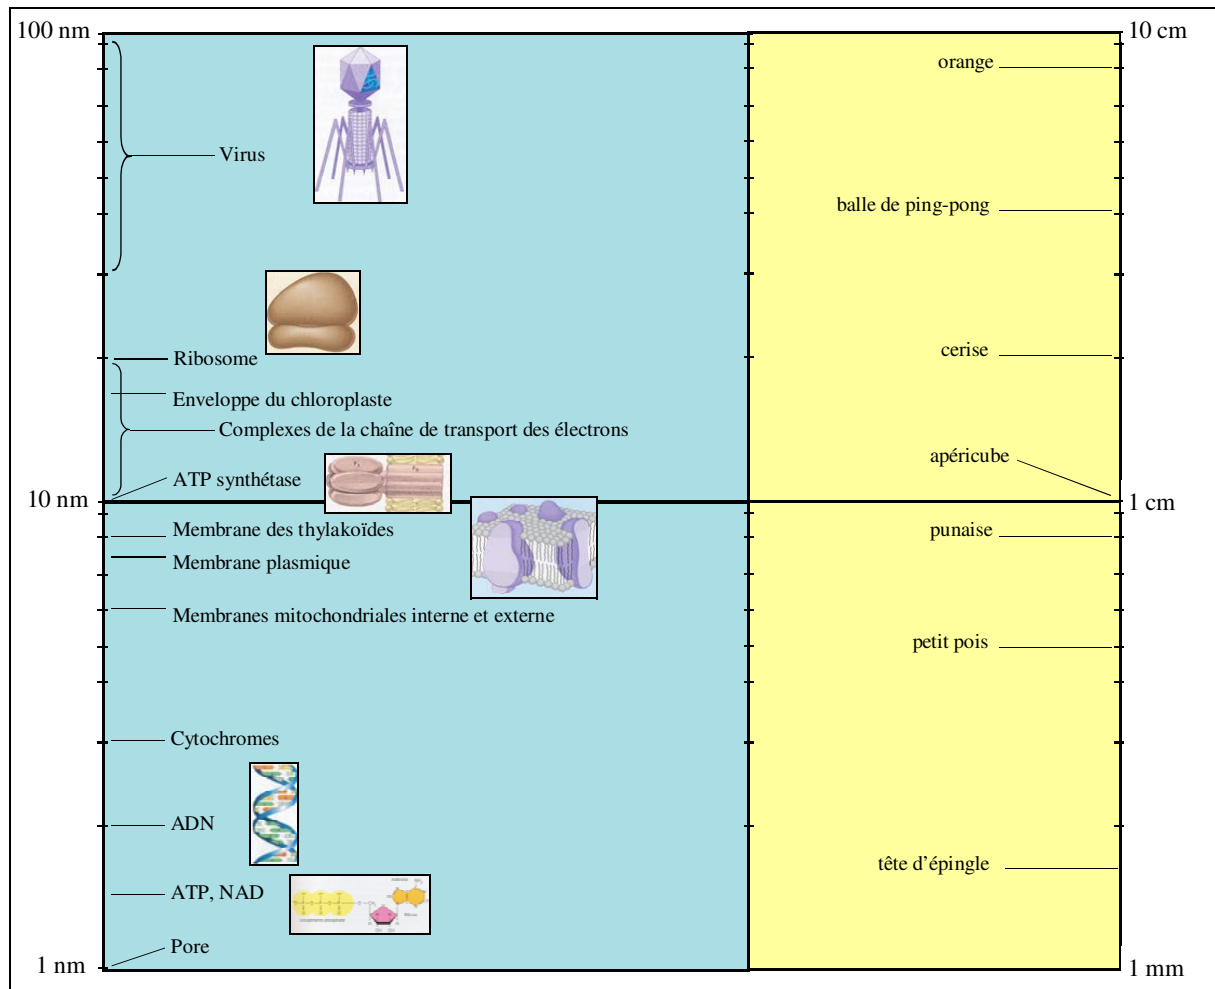 100 nm
10 cm
orange
Virus
balle de ping-pong
Ribosome
cerise
Enveloppe du chloroplaste
Complexes de la chaîne de transport des électrons
apéricube
ATP synthétase
10 nm
1 cm
Membrane des thylakoïdes
punaise
Membrane plasmique
Membranes mitochondriales interne et externe
petit pois
Cytochromes
ADN
tête d’épingle
ATP, NAD
Pore
1 nm
1 mm